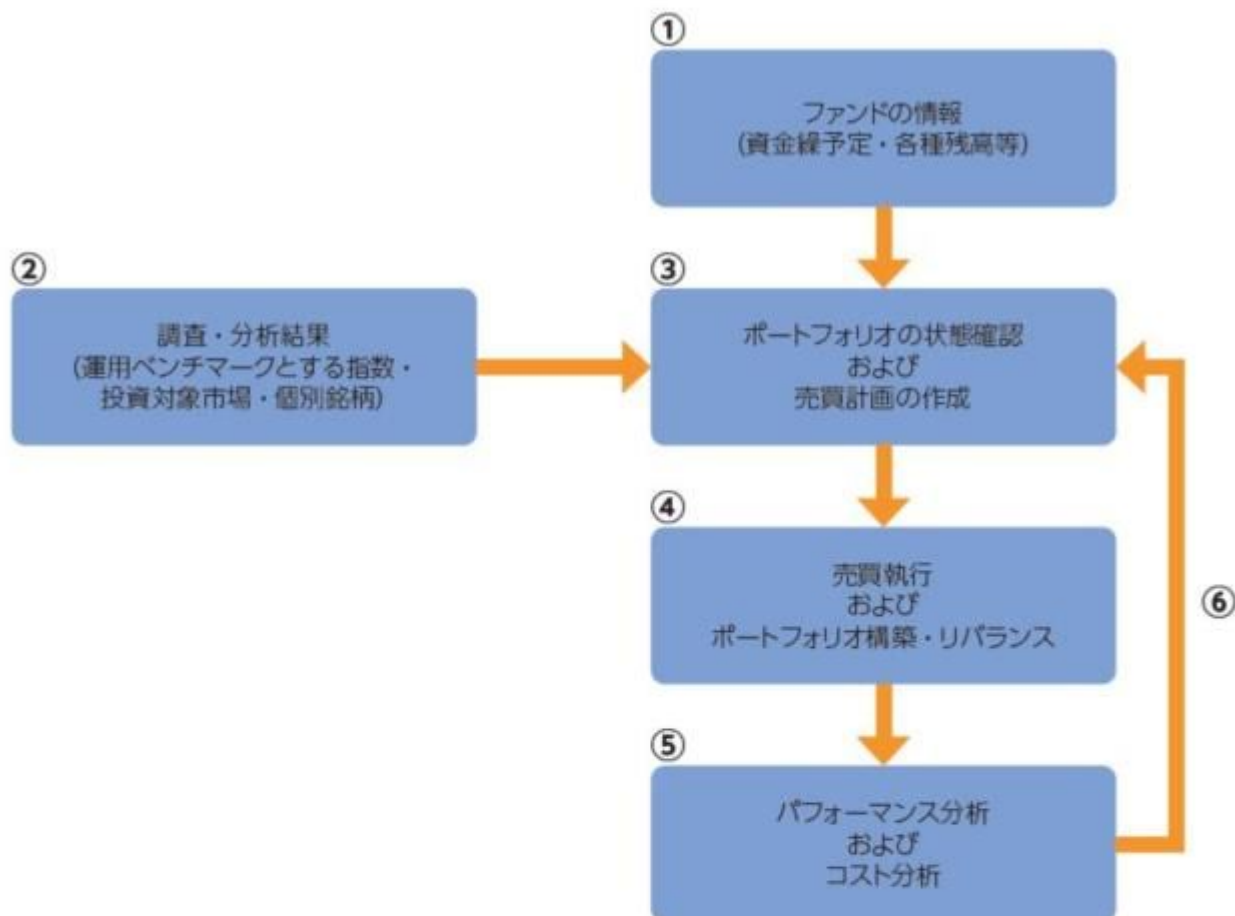 ①
ファンドの情報
(資金繰予定・各種残高等)
②
調査・分析結果
(運用ベンチマークとする指数・
投資対象市場・個別銘柄)
③
ポートフォリオの状態確認
および
売買計画の作成
④
売買執行
および
ポートフォリオ構築・リバランス
⑥
⑤
パフォーマンス分析
および
コスト分析